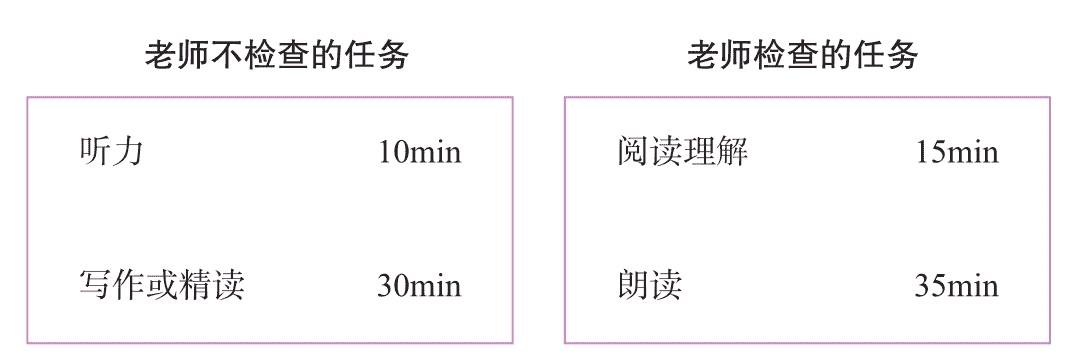 老师不检查的任务
听力 10min
写作或精读 30min
老师检查的任务
阅读理解 15min
朗读 35min